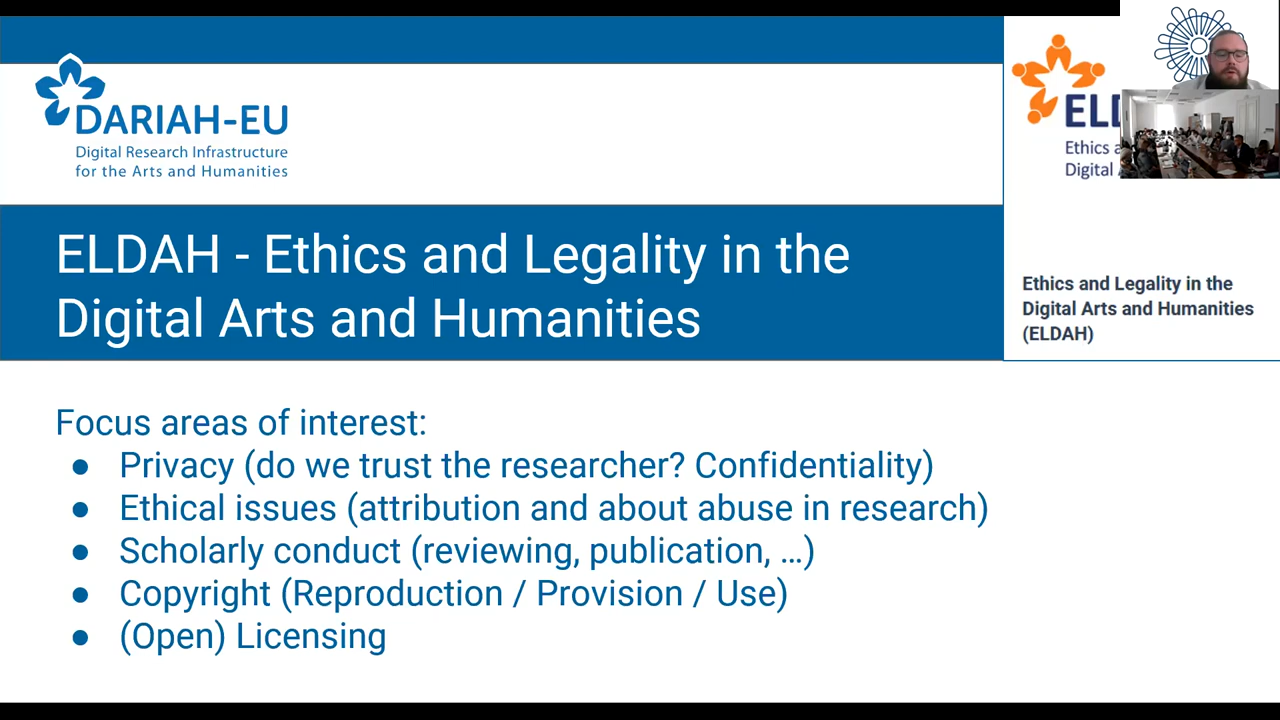 DARIAH-EU
Digital Research Infrastructure
for the Arts and Humanities
Ethics
Digital
ELDAH - Ethics and Legality in the
Digital Arts and Humanities
Ethics and Legality in the
Digital Arts and Humanities
(ELDAH)
Focus areas of interest:
● Privacy (do we trust the researcher? Confidentiality)
● Ethical issues (attribution and about abuse in research)
● Scholarly conduct (reviewing, publication, ...)
● Copyright (Reproduction / Provision / Use)
● (Open) Licensing